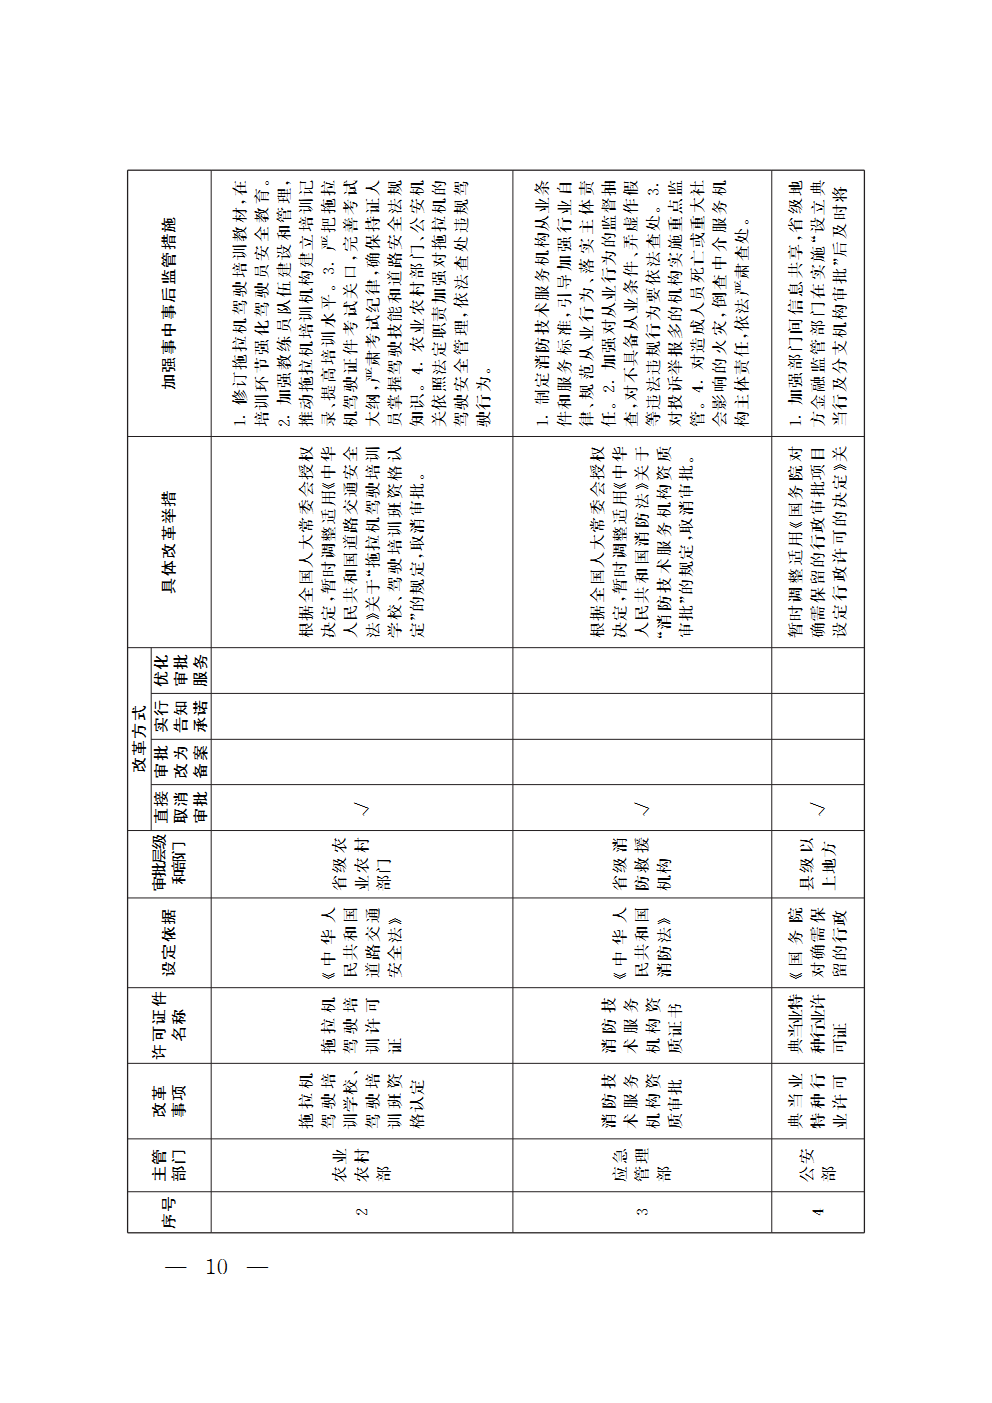 序号
主管
部门
改革
事项
许可证件
名称
设定依据
审批层级
和部门
改革方式
直接
取消
审批
审批
改为
备案
实行
告知
承诺
优化
审批
服务
具体改革举措
加强事中事后监管措施
2
农业
农村
部
拖拉机
驾驶培
训学校、
驾驶培
训班资
格认定
拖拉机
驾驶培
训许可
证
《中华人
民共和国
道路交通
安全法》
省级农
业农村
部门
√
根据全国人大常委会授权
决定,暂时调整适用《中华
人民共和国道路交通安全
法》关于“拖拉机驾驶培训
学校、驾驶培训班资格认
定”的规定,取消审批。
1. 修订拖拉机驾驶培训教材,在
培训环节强化驾驶员安全教育。
2. 加强教练员队伍建设和管理,
推动拖拉机培训机构建立培训记
录、提高培训水平。3. 严把拖拉
机驾驶证件考试关口,完善考试
大纲,严肃考试纪律,确保持证人
员掌握驾驶技能和道路安全法规
知识。4. 农业农村部门、公安机
关依照法定职责加强对拖拉机的
驾驶安全管理,依法查处违规驾
驶行为。
3
应急
管理
部
消防技
术服务
机构资
质审批
消防技
术服务
机构资
质证书
《中华人
民共和国
消防法》
省级消
防救援
机构
√
根据全国人大常委会授权
决定,暂时调整适用《中华
人民共和国消防法》关于
“消防技术服务机构资质
审批”的规定,取消审批。
1. 制定消防技术服务机构从业条
件和服务标准,引导加强行业自
律、规范从业行为、落实主体责
任。2. 加强对从业行为的监督抽
查,对不具备从业条件、弄虚作假
等违法违规行为要依法查处。3.
对投诉举报多的机构实施重点监
管。4. 对造成人员死亡或重大社
会影响的火灾,倒查中介服务机
构主体责任,依法严肃查处。
4
公安
部
典当业
特种行
业许可
典当业特
种行业许
可证
《国务院
对确需保
留的行政
县级以
上地方
√
暂时调整适用《国务院对
确需保留的行政审批项目
设定行政许可的决定》关
1. 加强部门间信息共享,省级地
方金融监管部门在实施“设立典
当行及分支机构审批”后及时将
— 10 —